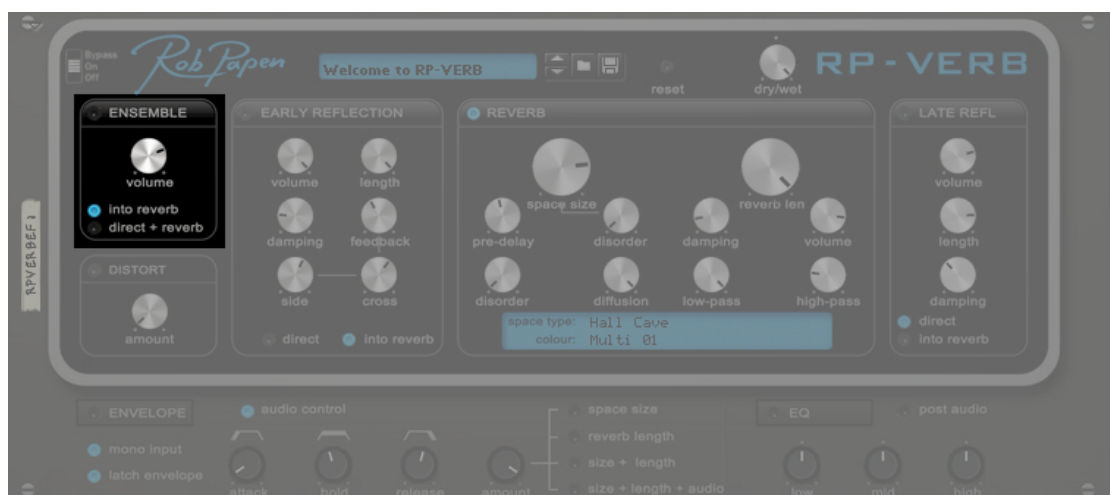 Bypass
On
Off
Rob Papen
Welcome to RP-VERB
reset
dry/wet
RP-VERB
ENSEMBLE
volume
into reverb
direct + reverb
DISTORT
amount
EARLY REFLECTION
volume length
damping feedback
side cross
direct into reverb
REVERB
space size reverb len
pre-delay disorder damping volume
disorder diffusion low-pass high-pass
space type: Hall Cave
colour: Multi 01
LATE REFL
volume
length
damping
direct
into reverb
RPVERBEF1
ENVELOPE
mono input
latch envelope
audio control
attack hold release amount
space size
reverb length
size + length
size + length + audio
EQ
post audio
low mid high